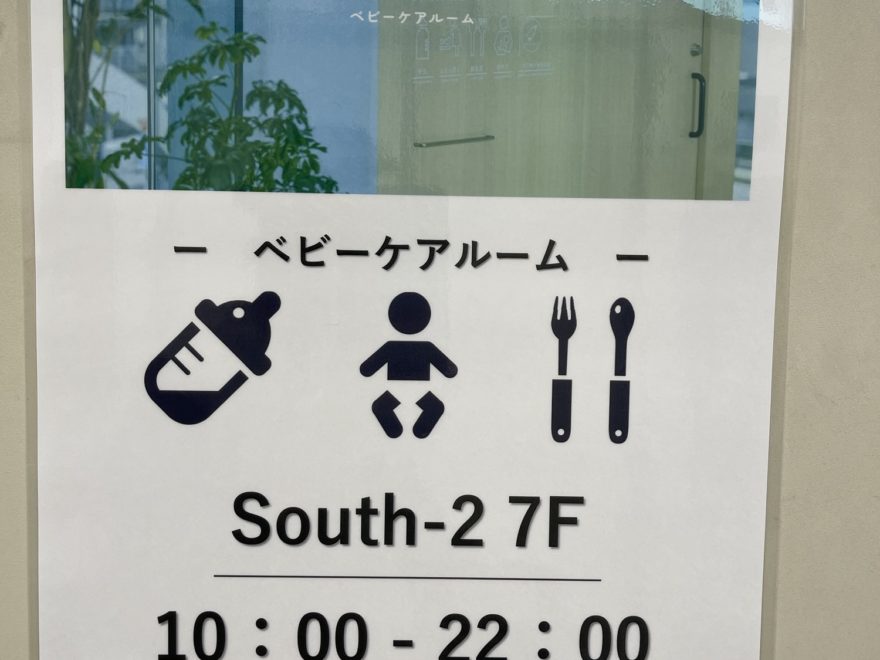 ベビーケアルーム
ー ベビーケアルーム ー
South-2 7F
10：00 - 22：00